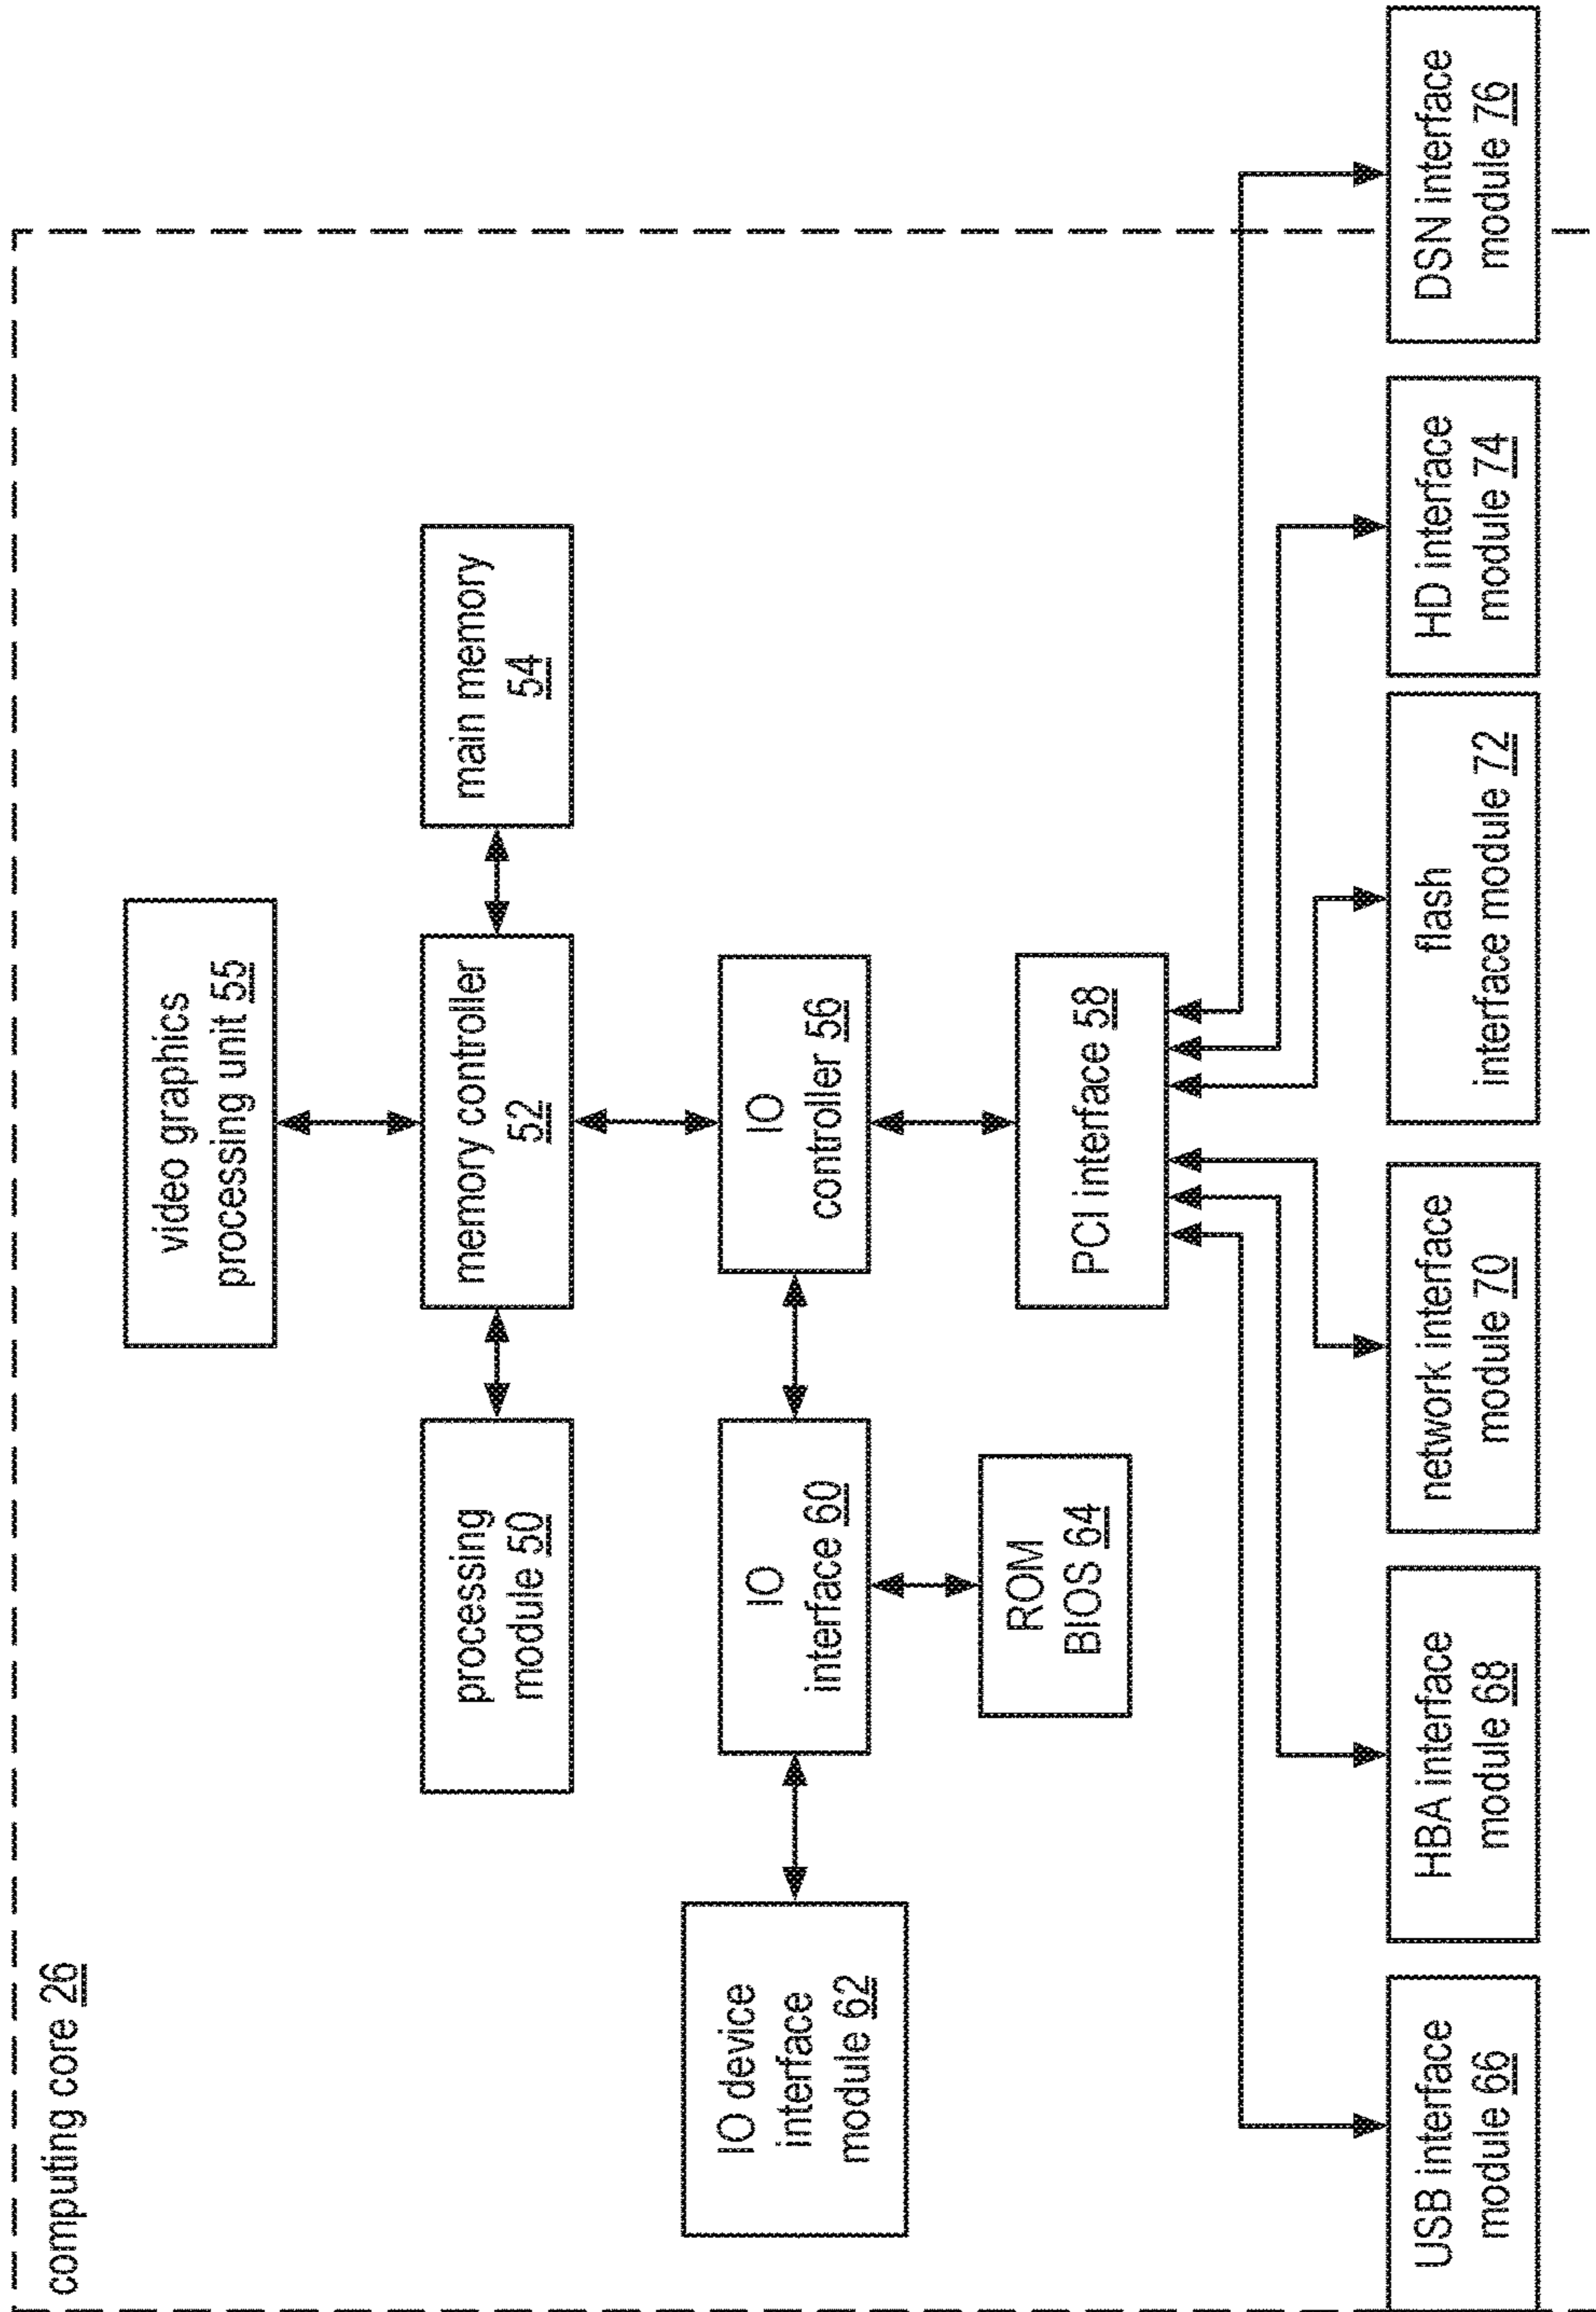 computing core 26
video graphics
processing unit 55
processing
module 50
memory controller
52
main memory
54
IO device
interface
module 62
IO
interface 60
IO
controller 56
ROM
BIOS 64
PCI interface 58
USB interface
module 66
HBA interface
module 68
network interface
module 70
flash
interface module 72
HD interface
module 74
DSN interface
module 76